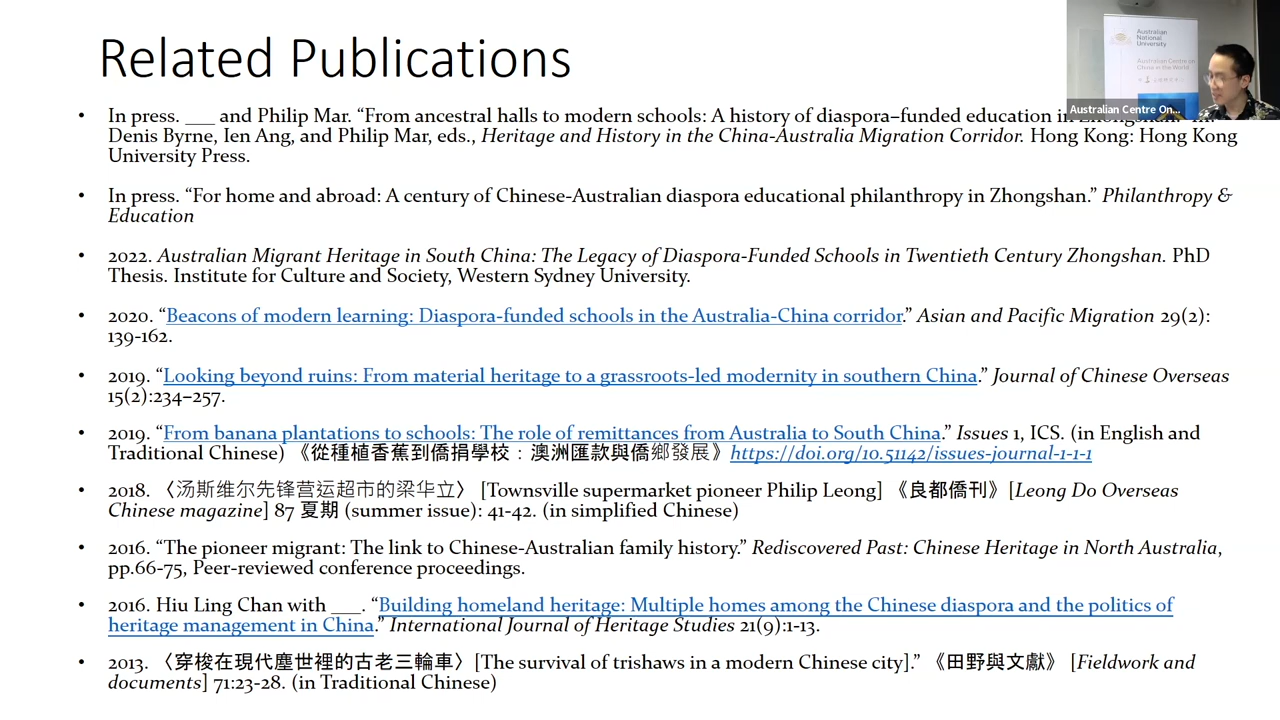 Related Publications
Australian
National
University
Australian Centre on
China in the World
Australian Centre On...
• In press. ___ and Philip Mar. “From ancestral halls to modern schools: A history of diaspora–funded education in Zhongshan.” In:
Denis Byrne, Ien Ang, and Philip Mar, eds., Heritage and History in the China-Australia Migration Corridor. Hong Kong: Hong Kong
University Press.
• In press. “For home and abroad: A century of Chinese-Australian diaspora educational philanthropy in Zhongshan.” Philanthropy &
Education
• 2022. Australian Migrant Heritage in South China: The Legacy of Diaspora-Funded Schools in Twentieth Century Zhongshan. PhD
Thesis. Institute for Culture and Society, Western Sydney University.
• 2020. “Beacons of modern learning: Diaspora-funded schools in the Australia-China corridor.” Asian and Pacific Migration 29(2):
139-162.
• 2019. “Looking beyond ruins: From material heritage to a grassroots-led modernity in southern China.” Journal of Chinese Overseas
15(2):234–257.
• 2019. “From banana plantations to schools: The role of remittances from Australia to South China.” Issues 1, ICS. (in English and
Traditional Chinese) 《從種植香蕉到僑捐學校：澳洲匯款與僑鄉發展》https://doi.org/10.51142/issues-journal-1-1-1
• 2018. 〈汤斯维尔先锋营运超市的梁华立〉 [Townsville supermarket pioneer Philip Leong] 《良都僑刊》[Leong Do Overseas
Chinese magazine] 87 夏期 (summer issue): 41-42. (in simplified Chinese)
• 2016. “The pioneer migrant: The link to Chinese-Australian family history.” Rediscovered Past: Chinese Heritage in North Australia,
pp.66-75, Peer-reviewed conference proceedings.
• 2016. Hiu Ling Chan with ___. “Building homeland heritage: Multiple homes among the Chinese diaspora and the politics of
heritage management in China.” International Journal of Heritage Studies 21(9):1-13.
• 2013. 〈穿梭在現代塵世裡的古老三輪車〉[The survival of trishaws in a modern Chinese city].” 《田野與文獻》 [Fieldwork and
documents] 71:23-28. (in Traditional Chinese)